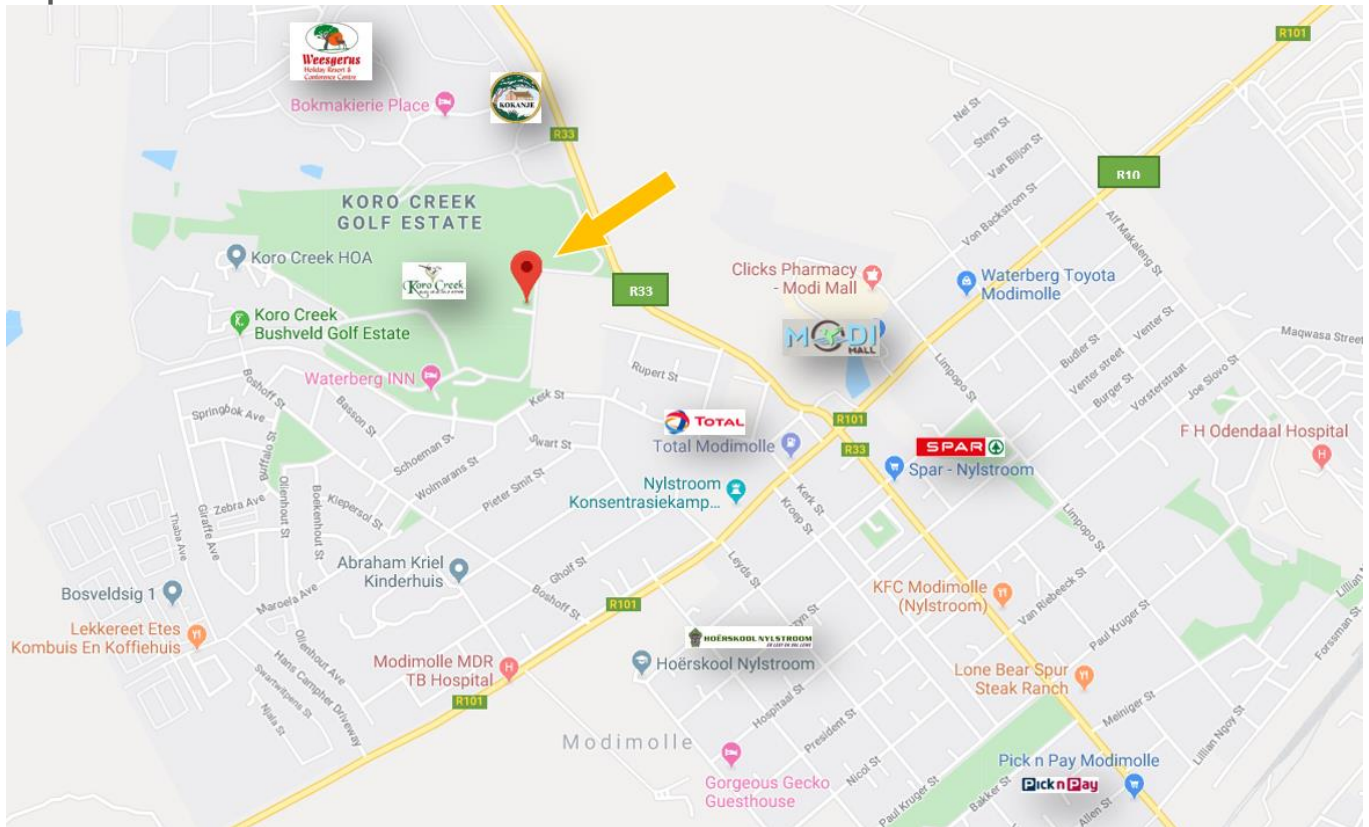 R101
Weesgerus
Holiday Resort &
Conference Centre
Bokmakierie Place
KOKANJE
R33
Nel St
Steyn St
Van Biljon St
Von Backstrom St
R10
Alf Makaleng St
KORO CREEK
GOLF ESTATE
Koro Creek HOA
Koro Creek
R33
Clicks Pharmacy
- Modi Mall
Waterberg Toyota
Modimolle
MODI
MALL
Koro Creek
Bushveld Golf Estate
Waterberg INN
Rupert St
Limpopo St
Budler St
Venter St
Venter street
Burger St
Vorsterstraat
Joe Slovo St
Maqwasa Street
Boshoff St
Springbok Ave
Basson St
Kerk St
Swart St
TOTAL
Total Modimolle
R101
R33
SPAR
Spar - Nylstroom
F H Odendaal Hospital
Buffalo St
Schoeman St
Wolmarans St
Pieter Smit St
Nylstroom
Konsentrasiekamp...
Kerk St
Kroep St
Limpopo St
Zebra Ave
Giraffe Ave
Thaba Ave
Olienhout St
Boekenhout St
Kiepersol St
Abraham Kriel
Kinderhuis
Gholf St
Boshoff St
Leyds St
KFC Modimolle
(Nylstroom)
Van Riebeeck St
Paul Kruger St
Lillian
Forssman St
Bosveldsig 1
Maroela Ave
R101
Lekkereet Etes
Kombuis En Koffiehuis
Olienhout Ave
Hans Campher Driveway
Swartwitpens St
Njala St
Modimolle MDR
TB Hospital
R101
HOËRSKOOL NYLSTROOM
Hoërskool Nylstroom
Lone Bear Spur
Steak Ranch
Hospitaal St
President St
Meiniger St
Lillian Ngoy St
Modimolle
Gorgeous Gecko
Guesthouse
Nicol St
Paul Kruger St
Bakker St
Pick n Pay Modimolle
Pick n Pay
Allen St